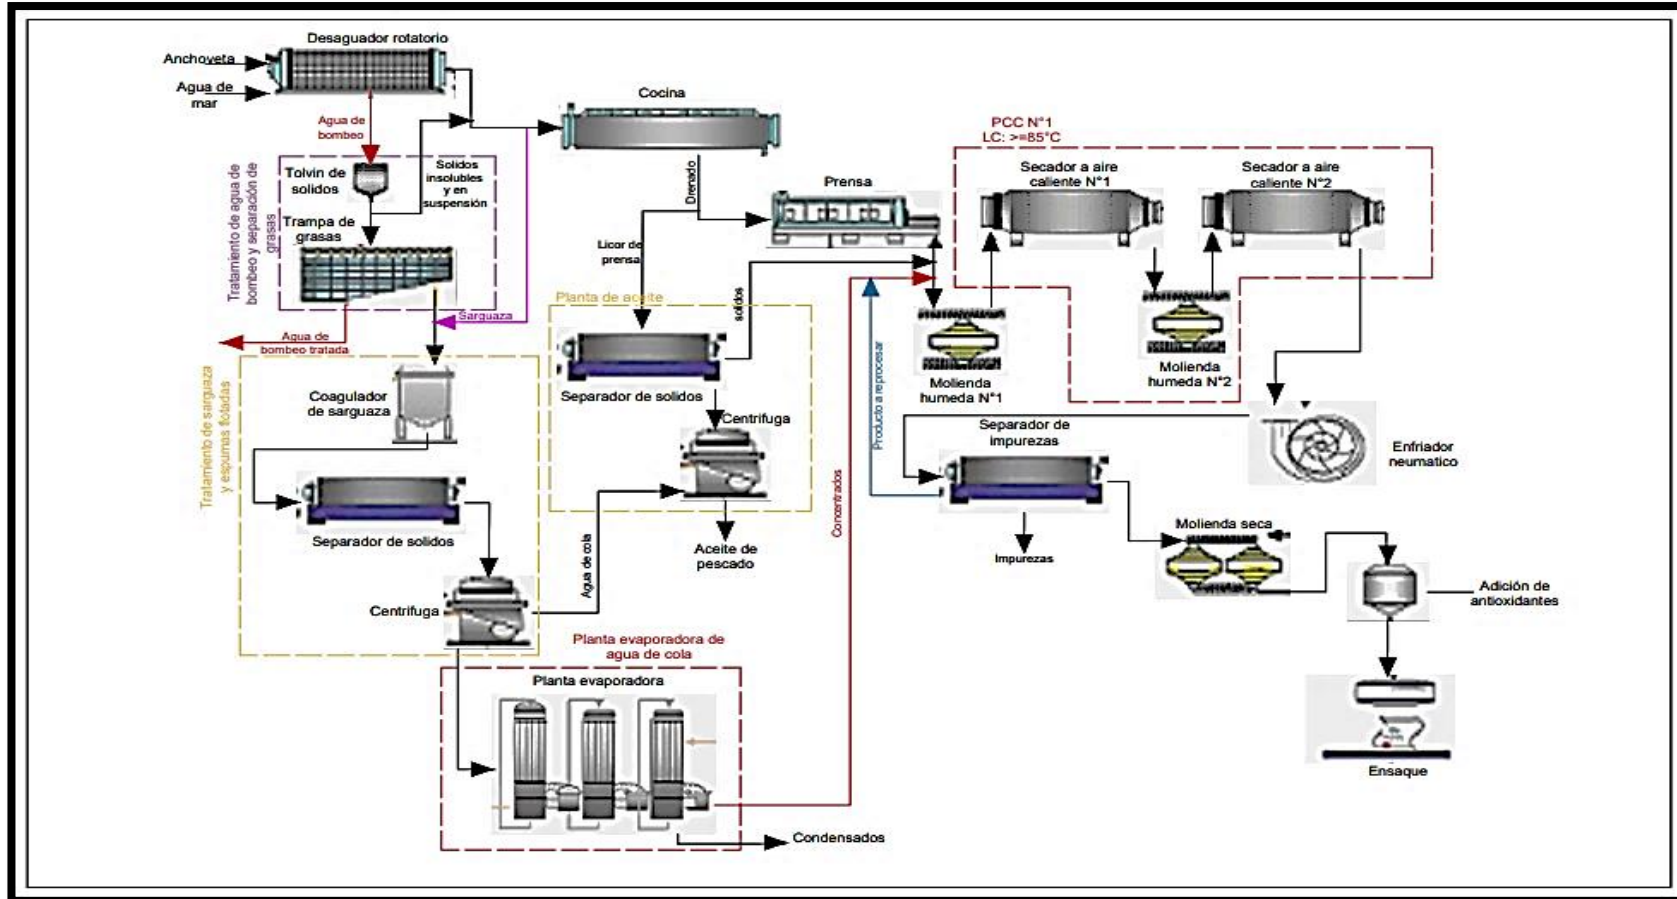 Desaguador rotatorio
Anchoveta
Agua de
mar
Agua de
bombeo
Cocina
PCC N°1
LC: >=85°C
Secador a aire
caliente N°1
Secador a aire
caliente N°2
Tratamiento de agua de
bombeo y separación de
grasas
Tolvin de
solidos
Solidos
insolubles
y en
suspensión
Trampa de
grasas
Drenado
Prensa
Licor de
prensa
solidos
Planta de aceite
Sarguaza
Agua de
bombeo tratada
Separador de solidos
Centrifuga
Producto a reprocesar
Concentrados
Molienda
humeda N°1
Molienda
humeda N°2
Tratamiento de sarguaza
y espumas flotadas
Coagulador
de sarguaza
Separador de solidos
Centrifuga
Agua de cola
Aceite de
pescado
Separador de
impurezas
Impurezas
Enfriador
neumatico
Molienda seca
Adición de
antioxidantes
Ensaque
Planta evaporadora de
agua de cola
Planta evaporadora
Condensados